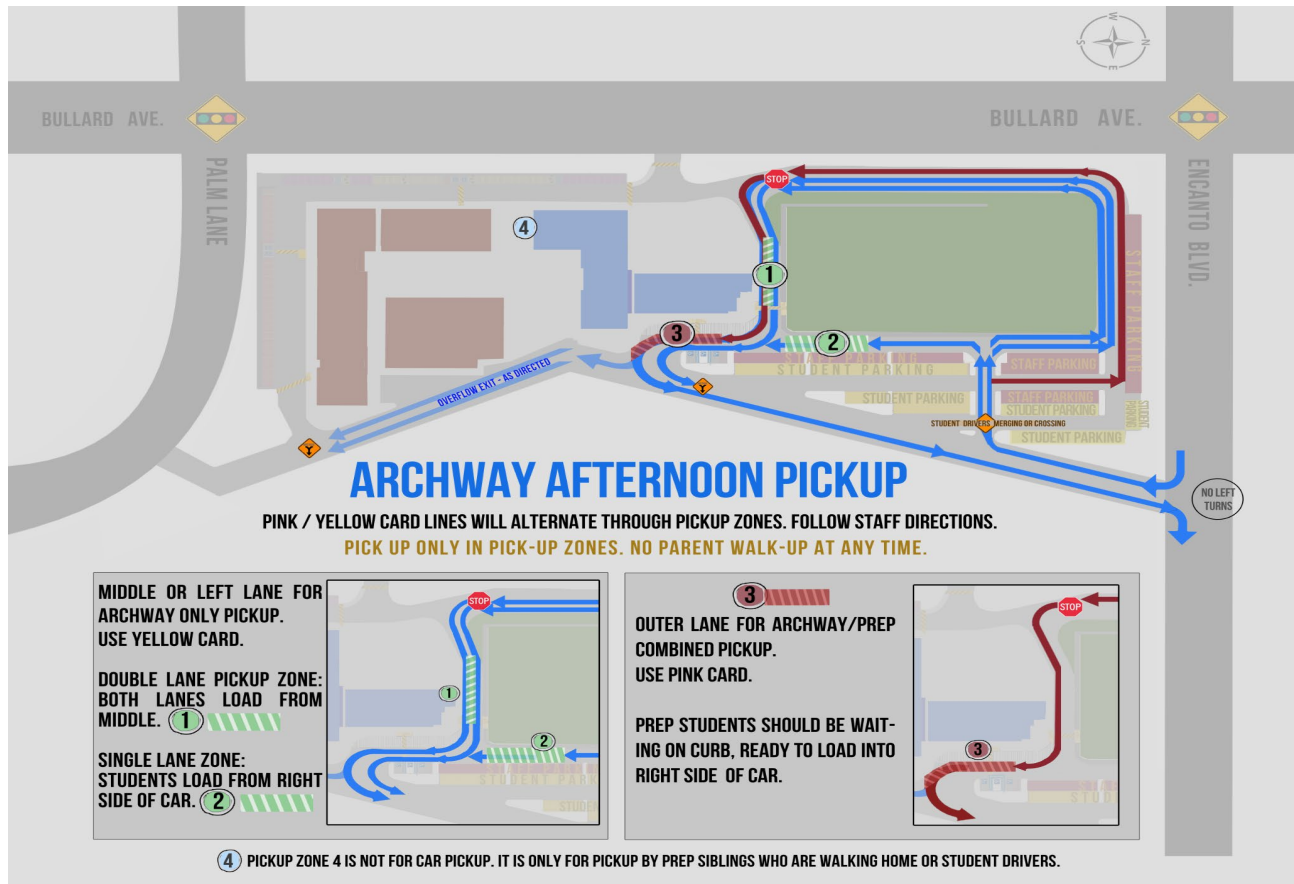 W
N
S
E
BULLARD AVE.
BULLARD AVE.
PALM LANE
ENCANTO BLVD.
STOP
4
1
3
2
STAFF PARKING
STUDENT PARKING
STAFF PARKING
STAFF PARKING
STAFF PARKING
STUDENT PARKING
STUDENT PARKING
STUDENT PARKING
STUDENT PARKING
STUDENT DRIVERS MERGING OR CROSSING
OVERFLOW EXIT - AS DIRECTED
NO LEFT
TURNS
ARCHWAY AFTERNOON PICKUP
PINK / YELLOW CARD LINES WILL ALTERNATE THROUGH PICKUP ZONES. FOLLOW STAFF DIRECTIONS.
PICK UP ONLY IN PICK-UP ZONES. NO PARENT WALK-UP AT ANY TIME.
MIDDLE OR LEFT LANE FOR
ARCHWAY ONLY PICKUP.
USE YELLOW CARD.
DOUBLE LANE PICKUP ZONE:
BOTH LANES LOAD FROM
MIDDLE. 1
SINGLE LANE ZONE:
STUDENTS LOAD FROM RIGHT
SIDE OF CAR. 2
STOP
1
2
STUDENT PARK
STUDEN
3
OUTER LANE FOR ARCHWAY/PREP
COMBINED PICKUP.
USE PINK CARD.
PREP STUDENTS SHOULD BE WAIT-
ING ON CURB, READY TO LOAD INTO
RIGHT SIDE OF CAR.
STOP
3
STA
STUD
4 PICKUP ZONE 4 IS NOT FOR CAR PICKUP. IT IS ONLY FOR PICKUP BY PREP SIBLINGS WHO ARE WALKING HOME OR STUDENT DRIVERS.